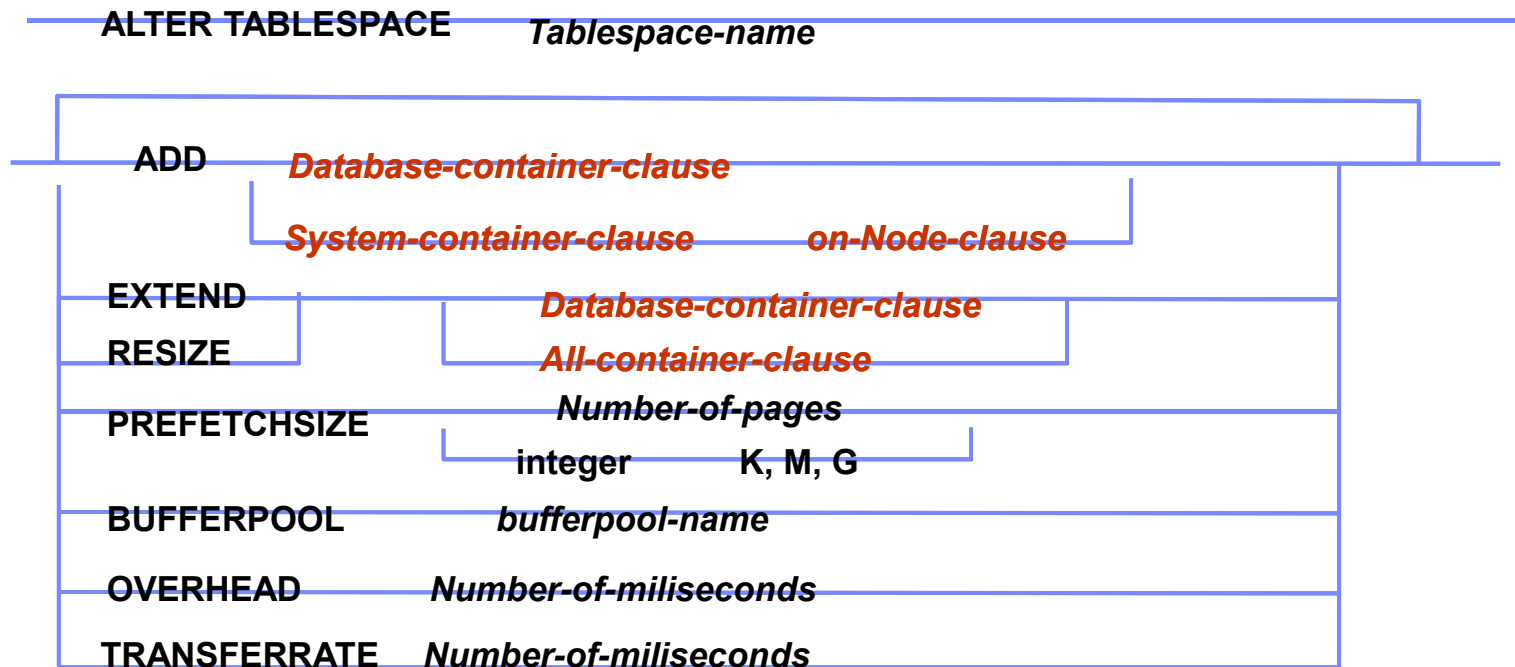 ALTER TABLESPACE Tablespace-name
ADD Database-container-clause
System-container-clause on-Node-clause
EXTEND Database-container-clause
RESIZE All-container-clause
PREFETCHSIZE Number-of-pages
integer K, M, G
BUFFERPOOL bufferpool-name
OVERHEAD Number-of-miliseconds
TRANSFERRATE Number-of-miliseconds